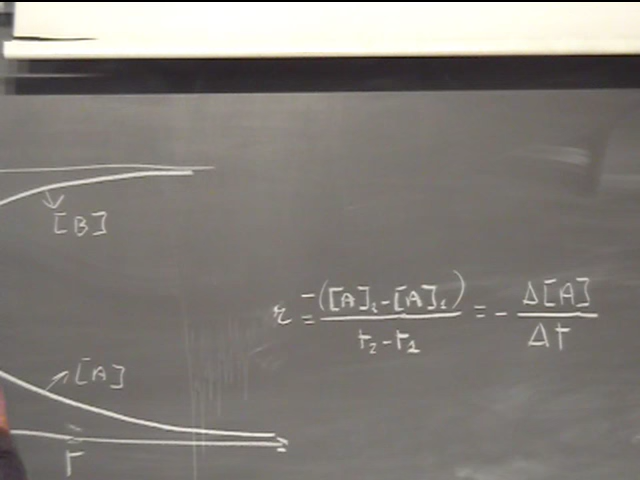 [B]
r = -([A]₂-[A]₁) / t₂-t₁ = - Δ[A] / Δt
[A]
t